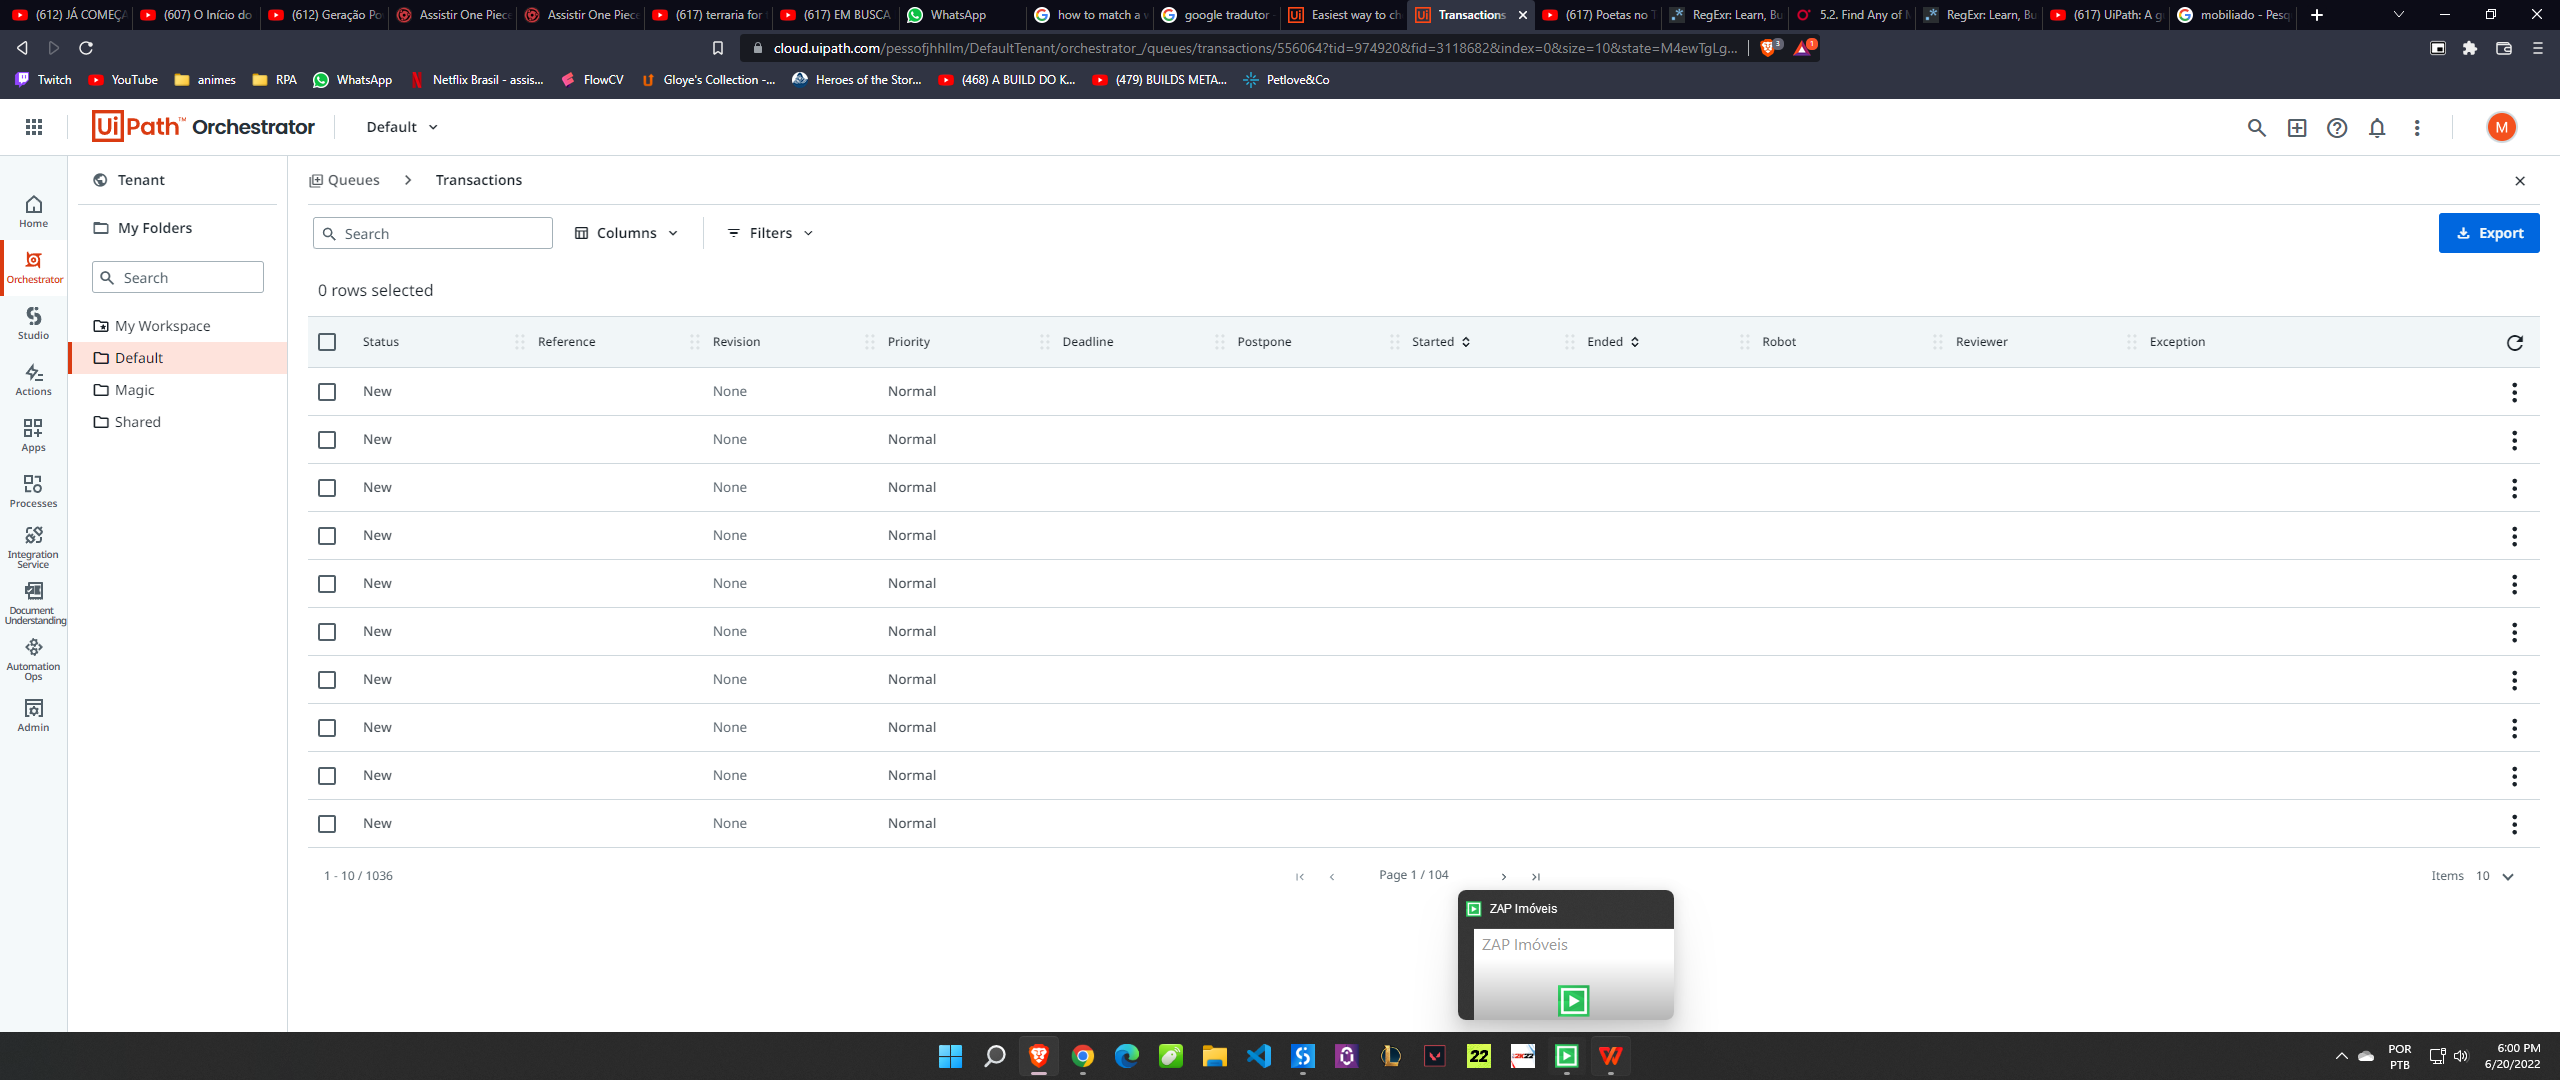 (612) JÁ COMEÇA
(607) O Início do
(612) Geração Po
Assistir One Piece
Assistir One Piece
(617) terraria for
(617) EM BUSCA
WhatsApp
how to match a w
google tradutor
Easiest way to ch
Transactions
(617) Poetas no T
RegExr: Learn, Bu
5.2. Find Any of M
RegExr: Learn, Bu
(617) UiPath: A g
mobiliado - Pesq
cloud.uipath.com/pessofjhhllm/DefaultTenant/orchestrator_/queues/transactions/556064?tid=974920&fid=3118682&index=0&size=10&state=M4ewTgLg...
3
1
Twitch
YouTube
animes
RPA
WhatsApp
Netflix Brasil - assis...
FlowCV
Gloye's Collection -...
Heroes of the Stor...
(468) A BUILD DO K...
(479) BUILDS META...
Petlove&Co
UiPath™ Orchestrator
Default
M
Home
Orchestrator
Studio
Actions
Apps
Processes
Integration
Service
Document
Understanding
Automation
Ops
Admin
Tenant
My Folders
Search
My Workspace
Default
Magic
Shared
Queues
Transactions
Search
Columns
Filters
Export
0 rows selected
Status Reference Revision Priority Deadline Postpone Started Ended Robot Reviewer Exception
New None Normal
New None Normal
New None Normal
New None Normal
New None Normal
New None Normal
New None Normal
New None Normal
New None Normal
New None Normal
1 - 10 / 1036
Page 1 / 104
Items 10
ZAP Imóveis
ZAP Imóveis
22
2K22
POR
PTB
6:00 PM
6/20/2022